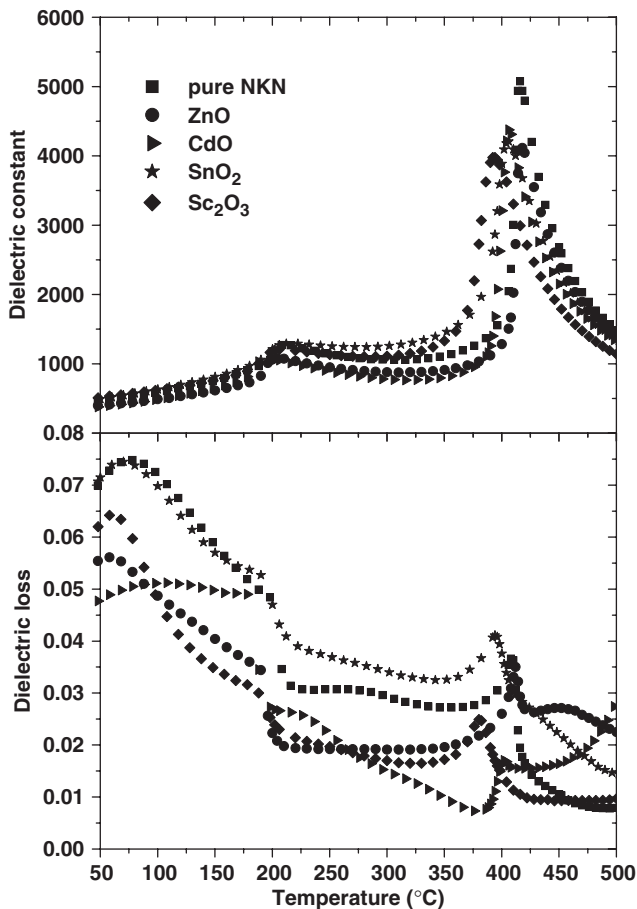 6000
5000
4000
3000
2000
1000
0.08
Dielectric constant
pure NKN
ZnO
CdO
SnO₂
Sc₂O₃
0.07
0.06
0.05
0.04
0.03
0.02
0.01
0.00
Dielectric loss
50 100 150 200 250 300 350 400 450 500
Temperature (°C)